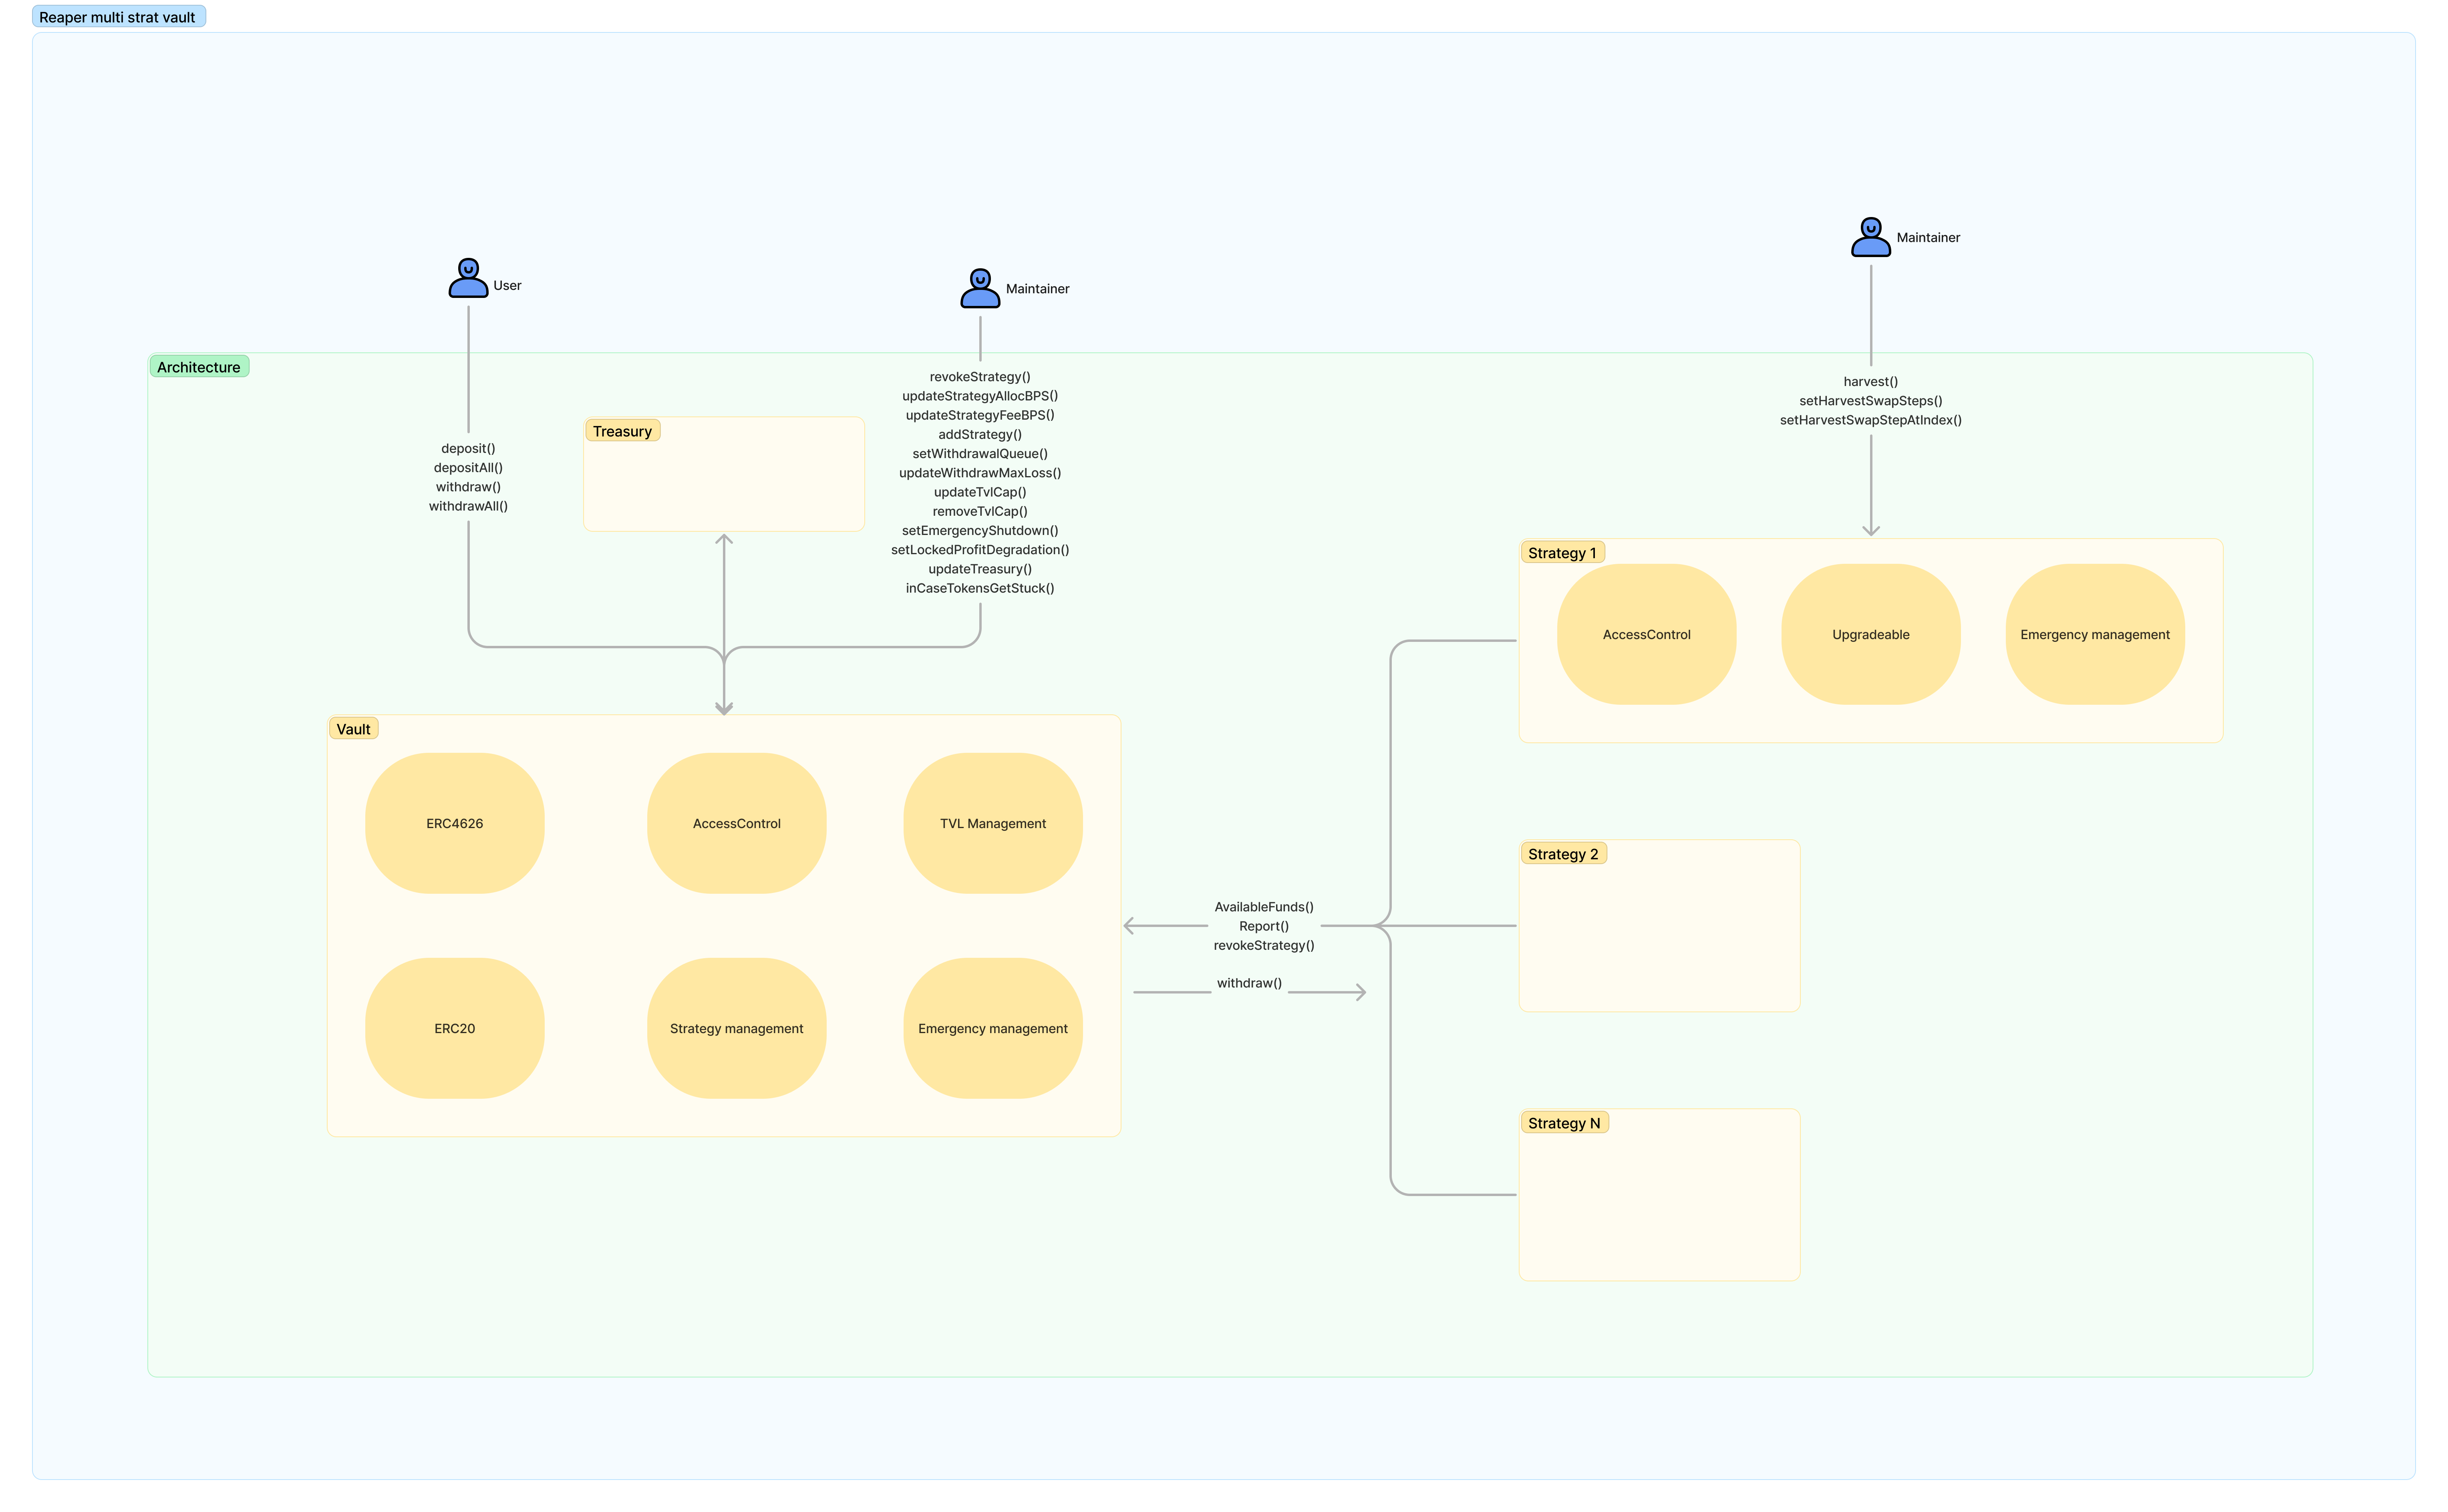 Reaper multi strat vault
User
Maintainer
Maintainer
Architecture
deposit()
depositAll()
withdraw()
withdrawAll()
Treasury
revokeStrategy()
updateStrategyAllocBPS()
updateStrategyFeeBPS()
addStrategy()
setWithdrawalQueue()
updateWithdrawMaxLoss()
updateTvlCap()
removeTvlCap()
setEmergencyShutdown()
setLockedProfitDegradation()
updateTreasury()
inCaseTokensGetStuck()
harvest()
setHarvestSwapSteps()
setHarvestSwapStepAtIndex()
Strategy 1
AccessControl
Upgradeable
Emergency management
Vault
ERC4626
AccessControl
TVL Management
ERC20
Strategy management
Emergency management
AvailableFunds()
Report()
revokeStrategy()
withdraw()
Strategy 2
Strategy N